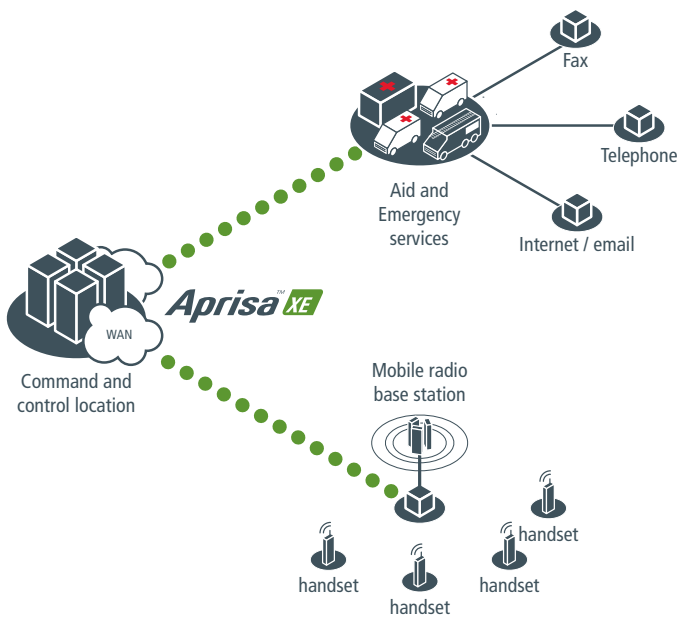 Fax
Telephone
Aid and
Emergency
services
Internet / email
Aprisa™ XE
WAN
Command and
control location
Mobile radio
base station
handset
handset
handset
handset